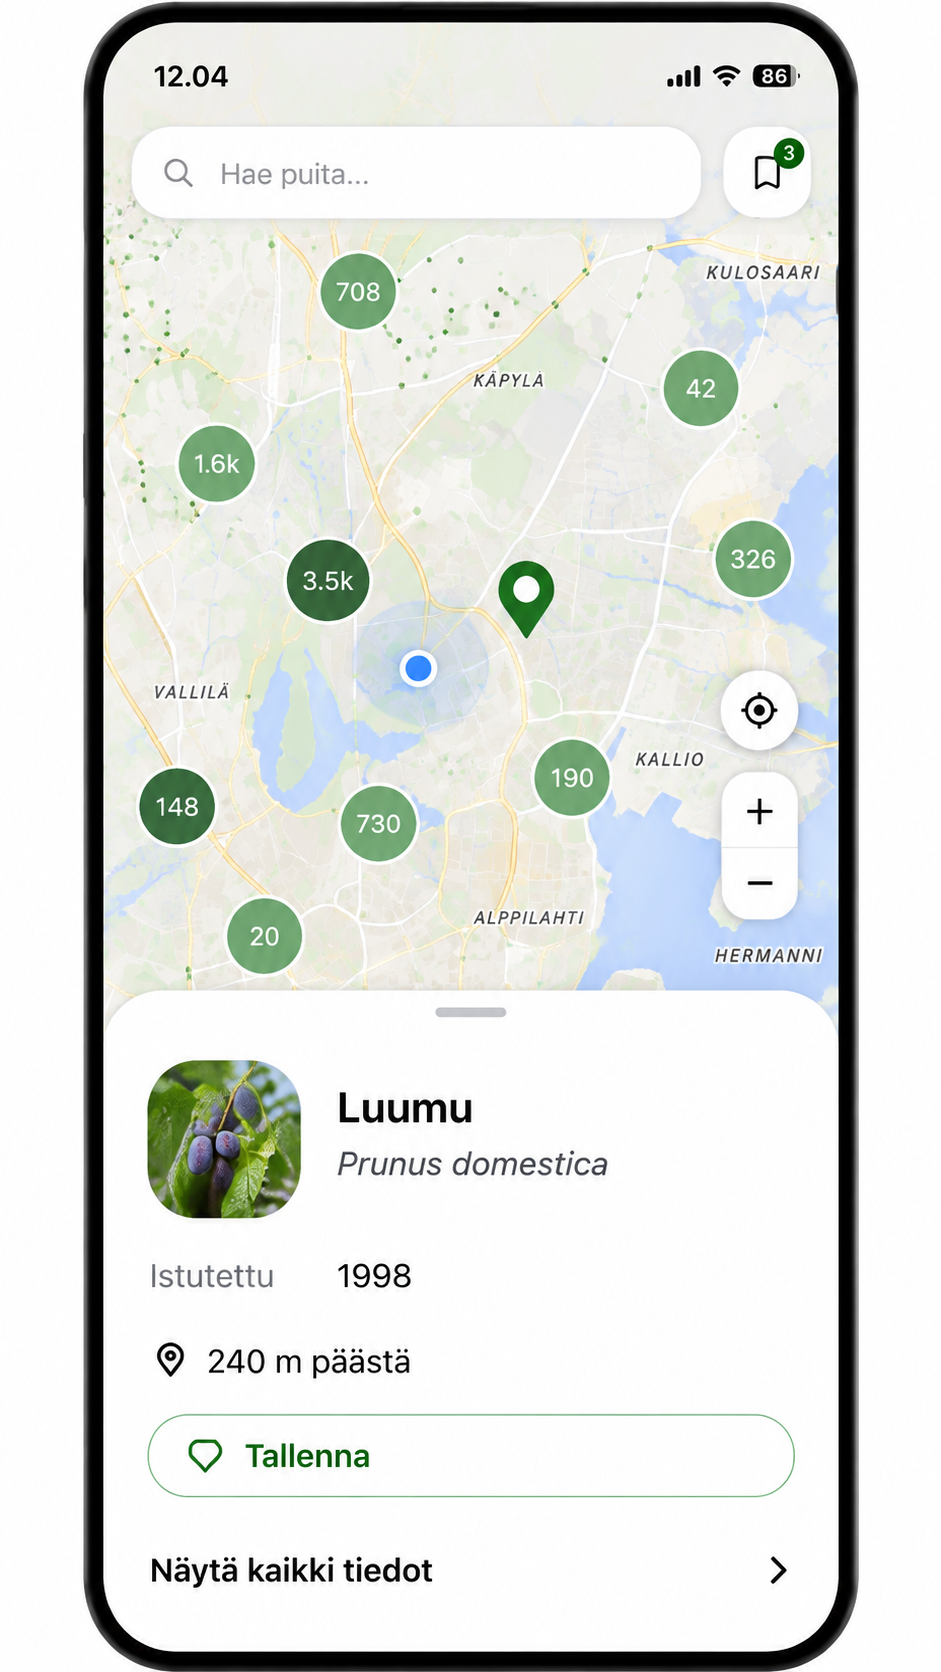 12.04
86
Hae puita...
3
708
KULOSAARI
KÄPYLÄ
42
1.6k
326
3.5k
VALLILÄ
KALLIO
190
148
730
+
−
ALPPILAHTI
20
HERMANNI
Luumu
Prunus domestica
Istutettu 1998
240 m päästä
Tallenna
Näytä kaikki tiedot